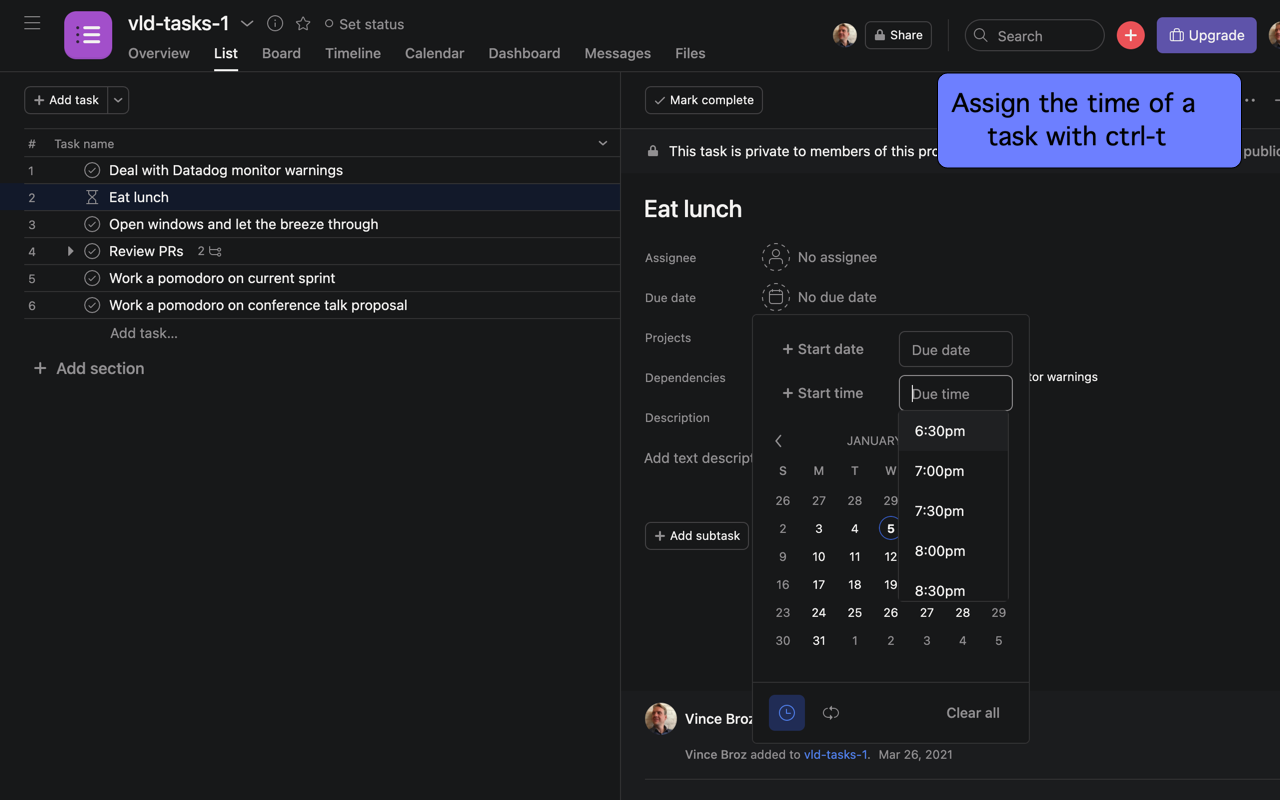 vld-tasks-1
Set status
Overview List Board Timeline Calendar Dashboard Messages Files
Share
Search
Upgrade
Add task
# Task name
1 Deal with Datadog monitor warnings
2 Eat lunch
3 Open windows and let the breeze through
4 Review PRs 2
5 Work a pomodoro on current sprint
6 Work a pomodoro on conference talk proposal
Add task...
+ Add section
Mark complete
Assign the time of a
task with ctrl-t
This task is private to members of this
public
Eat lunch
Assignee No assignee
Due date No due date
Projects
Dependencies
warnings
Description
Add text
+ Add subtask
+ Start date Due date
+ Start time Due time
6:30pm
7:00pm
7:30pm
8:00pm
8:30pm
JANUARY
S M T W
26 27 28 29
2 3 4 5
9 10 11 12
16 17 18 19
23 24 25 26 27 28 29
30 31 1 2 3 4 5
Clear all
Vince Broz
Vince Broz added to vld-tasks-1. Mar 26, 2021